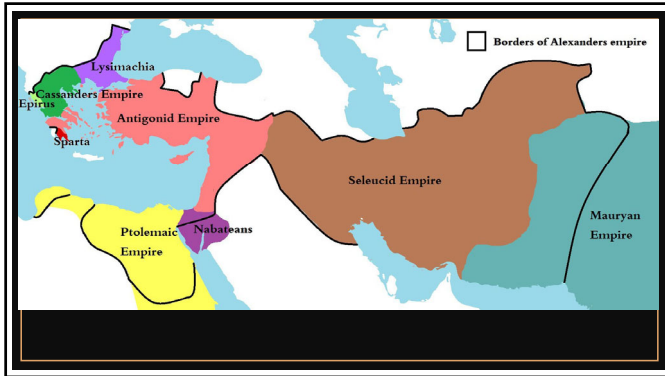 Borders of Alexanders empire
Lysimachia
Cassanders Empire
Epirus
Antigonid Empire
Sparta
Seleucid Empire
Mauryan
Empire
Nabateans
Ptolemaic
Empire